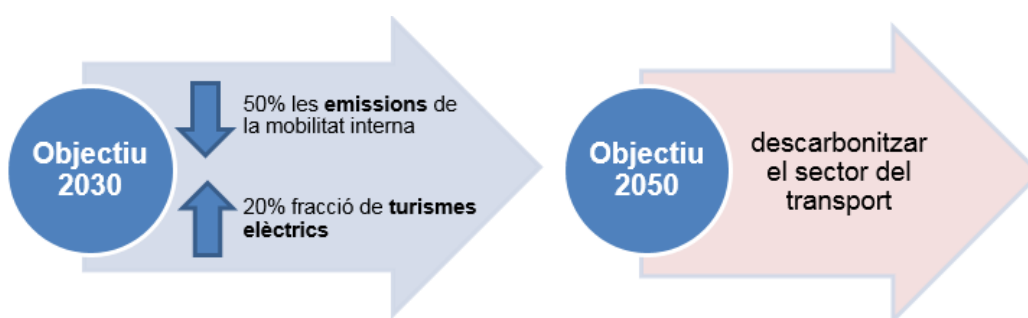 Objectiu
2030
50% les emissions de
la mobilitat interna
20% fracció de turismes
elèctrics
Objectiu
2050
descarbonitzar
el sector del
transport